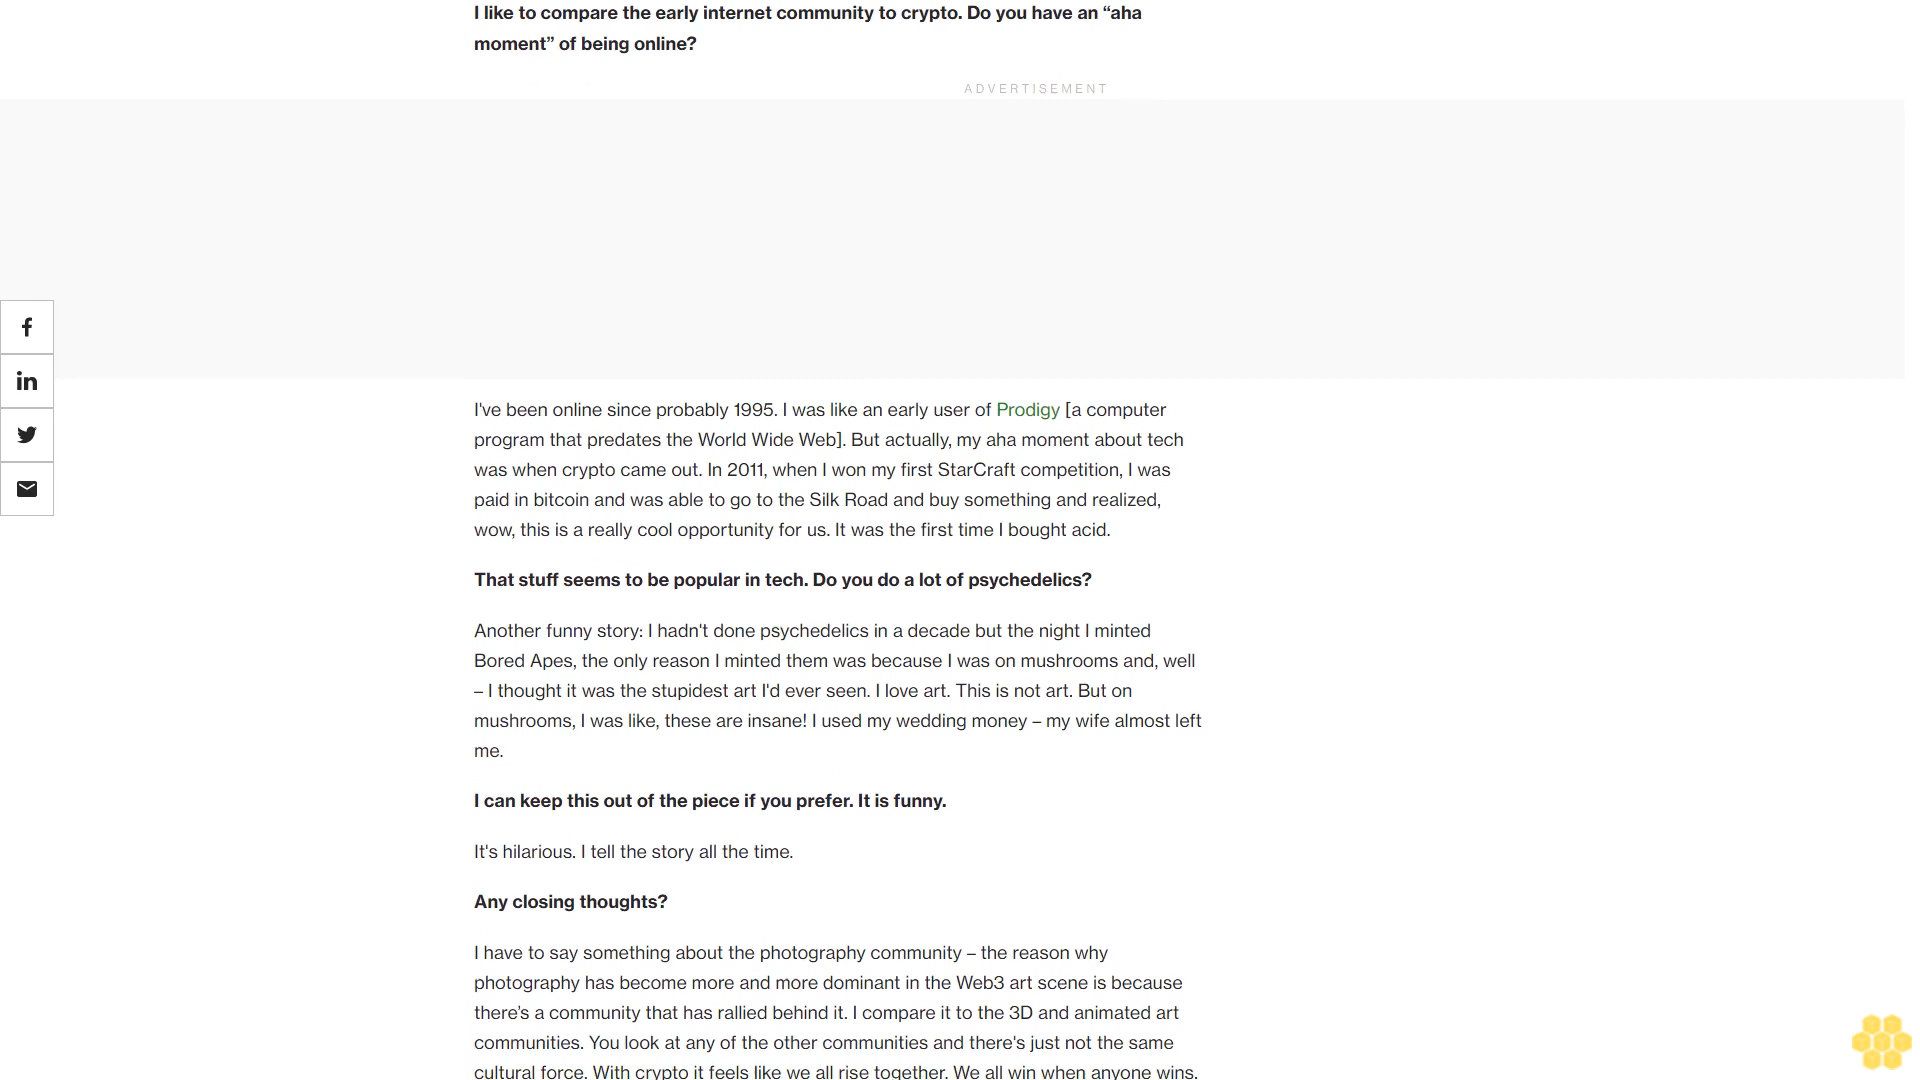 I like to compare the early internet community to crypto. Do you have an “aha
moment” of being online?
ADVERTISEMENT
I've been online since probably 1995. I was like an early user of Prodigy [a computer
program that predates the World Wide Web]. But actually, my aha moment about tech
was when crypto came out. In 2011, when I won my first StarCraft competition, I was
paid in bitcoin and was able to go to the Silk Road and buy something and realized,
wow, this is a really cool opportunity for us. It was the first time I bought acid.
That stuff seems to be popular in tech. Do you do a lot of psychedelics?
Another funny story: I hadn't done psychedelics in a decade but the night I minted
Bored Apes, the only reason I minted them was because I was on mushrooms and, well
– I thought it was the stupidest art I'd ever seen. I love art. This is not art. But on
mushrooms, I was like, these are insane! I used my wedding money – my wife almost left
me.
I can keep this out of the piece if you prefer. It is funny.
It's hilarious. I tell the story all the time.
Any closing thoughts?
I have to say something about the photography community – the reason why
photography has become more and more dominant in the Web3 art scene is because
there’s a community that has rallied behind it. I compare it to the 3D and animated art
communities. You look at any of the other communities and there's just not the same
cultural force. With crypto it feels like we all rise together. We all win when anyone wins.